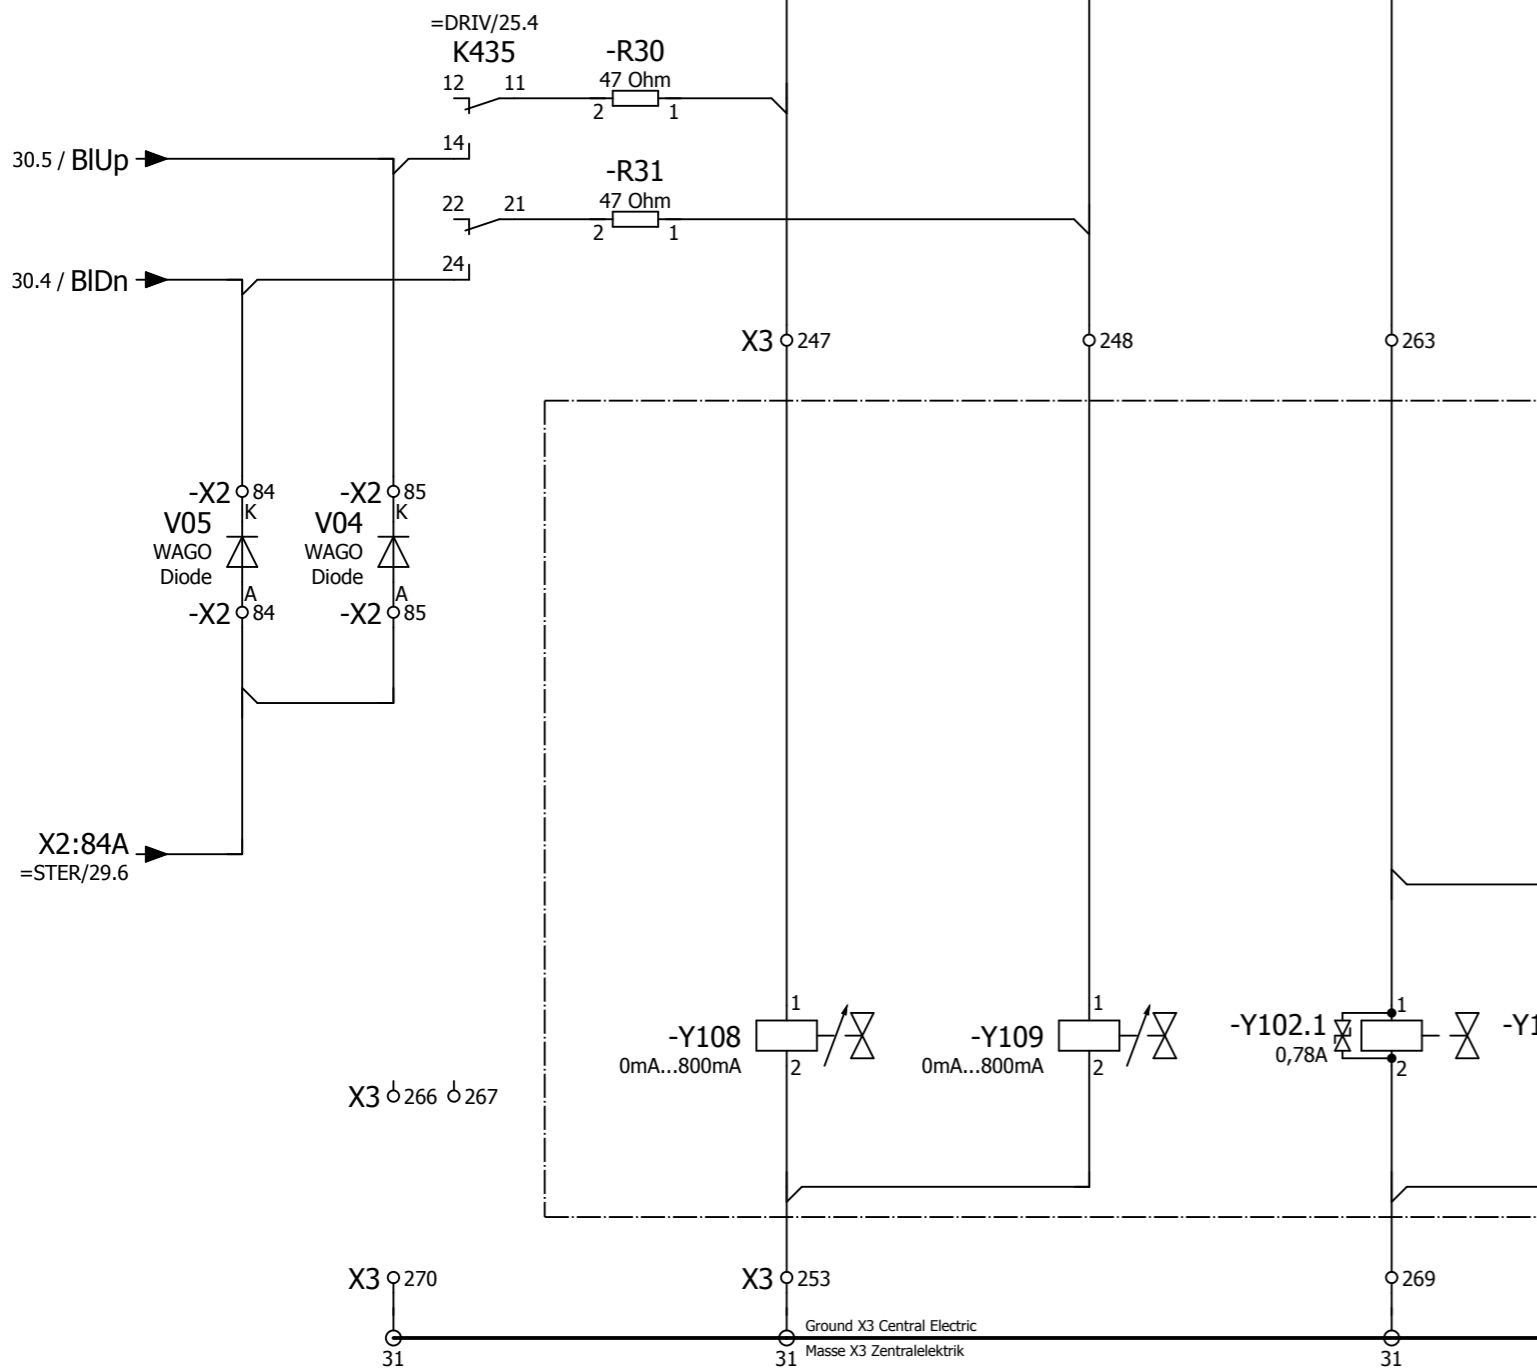 =DRIV/25.4
K435
-R30
47 Ohm
12 11
2 1
14
30.5 / BlUp
-R31
47 Ohm
22 21
2 1
24
30.4 / BlDn
X3 247
248
263
-X2 84
K
V05
WAGO
Diode
A
-X2 84
-X2 85
K
V04
WAGO
Diode
A
-X2 85
X2:84A
=STER/29.6
1
-Y108
0mA...800mA
2
1
-Y109
0mA...800mA
2
1
-Y102.1
0,78A
2
-Y1
X3 266 267
X3 270
X3 253
269
Ground X3 Central Electric
31
31
Masse X3 Zentralelektrik
31